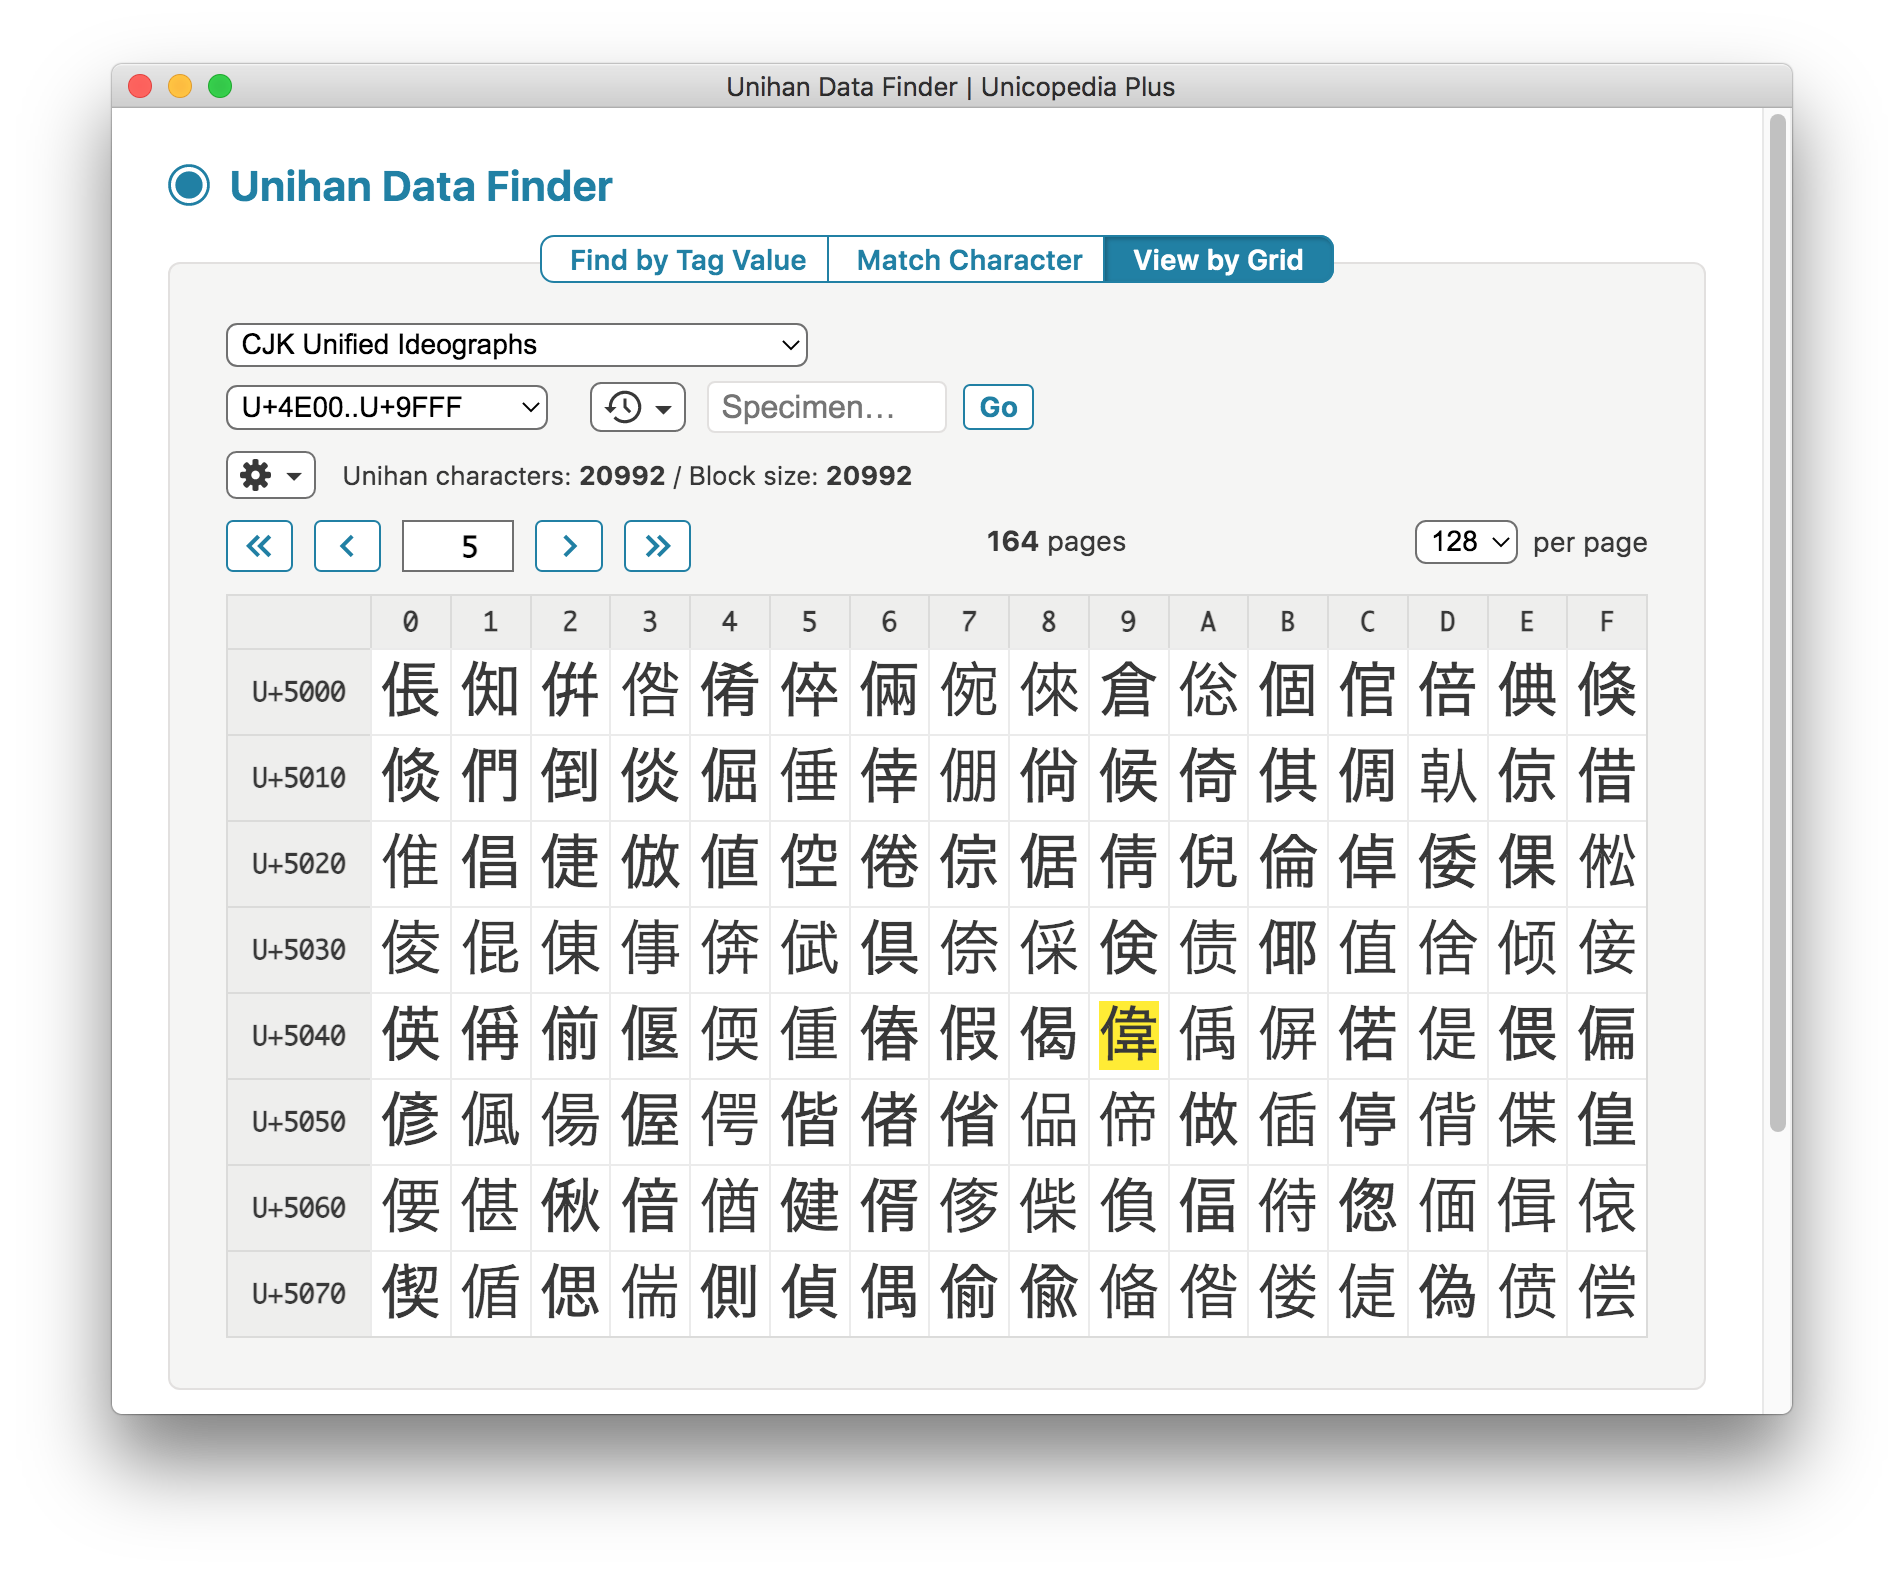 Unihan Data Finder | Unicopedia Plus
Unihan Data Finder
Find by Tag Value Match Character View by Grid
CJK Unified Ideographs
U+4E00..U+9FFF Specimen… Go
Unihan characters: 20992 / Block size: 20992
« ‹ 5 › » 164 pages 128 per page
0 1 2 3 4 5 6 7 8 9 A B C D E F
U+5000 倀 倁 倂 倃 倄 倅 倆 倇 倈 倉 倊 個 倌 倍 倎 倏
U+5010 倐 們 倒 倓 倔 倕 倖 倗 倘 候 倚 倛 倜 倝 倞 借
U+5020 倠 倡 倢 倣 値 倥 倦 倧 倨 倩 倪 倫 倬 倭 倮 倯
U+5030 倰 倱 倲 倳 倴 倵 倶 倷 倸 倹 债 倻 值 倽 倾 倿
U+5040 偀 偁 偂 偃 偄 偅 偆 假 偈 偉 偊 偋 偌 偍 偎 偏
U+5050 偐 偑 偒 偓 偔 偕 偖 偗 偘 偙 做 偛 停 偝 偞 偟
U+5060 偠 偡 偢 偣 偤 健 偦 偧 偨 偩 偪 偫 偬 偭 偮 偯
U+5070 偰 偱 偲 偳 側 偵 偶 偷 偸 偹 偺 偻 偼 偽 偾 偿